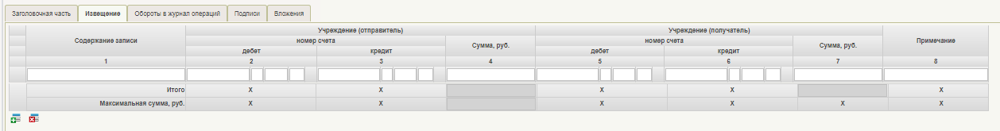 Заголовочная часть Извещение Обороты в журнал операций Подписи Вложения
Содержание записи Учреждение (отправитель) Учреждение (получатель) Примечание
номер счета Сумма, руб. номер счета Сумма, руб.
дебет кредит дебет кредит
1 2 3 4 5 6 7 8
Итого X X X X X
Максимальная сумма, руб. X X X X X X